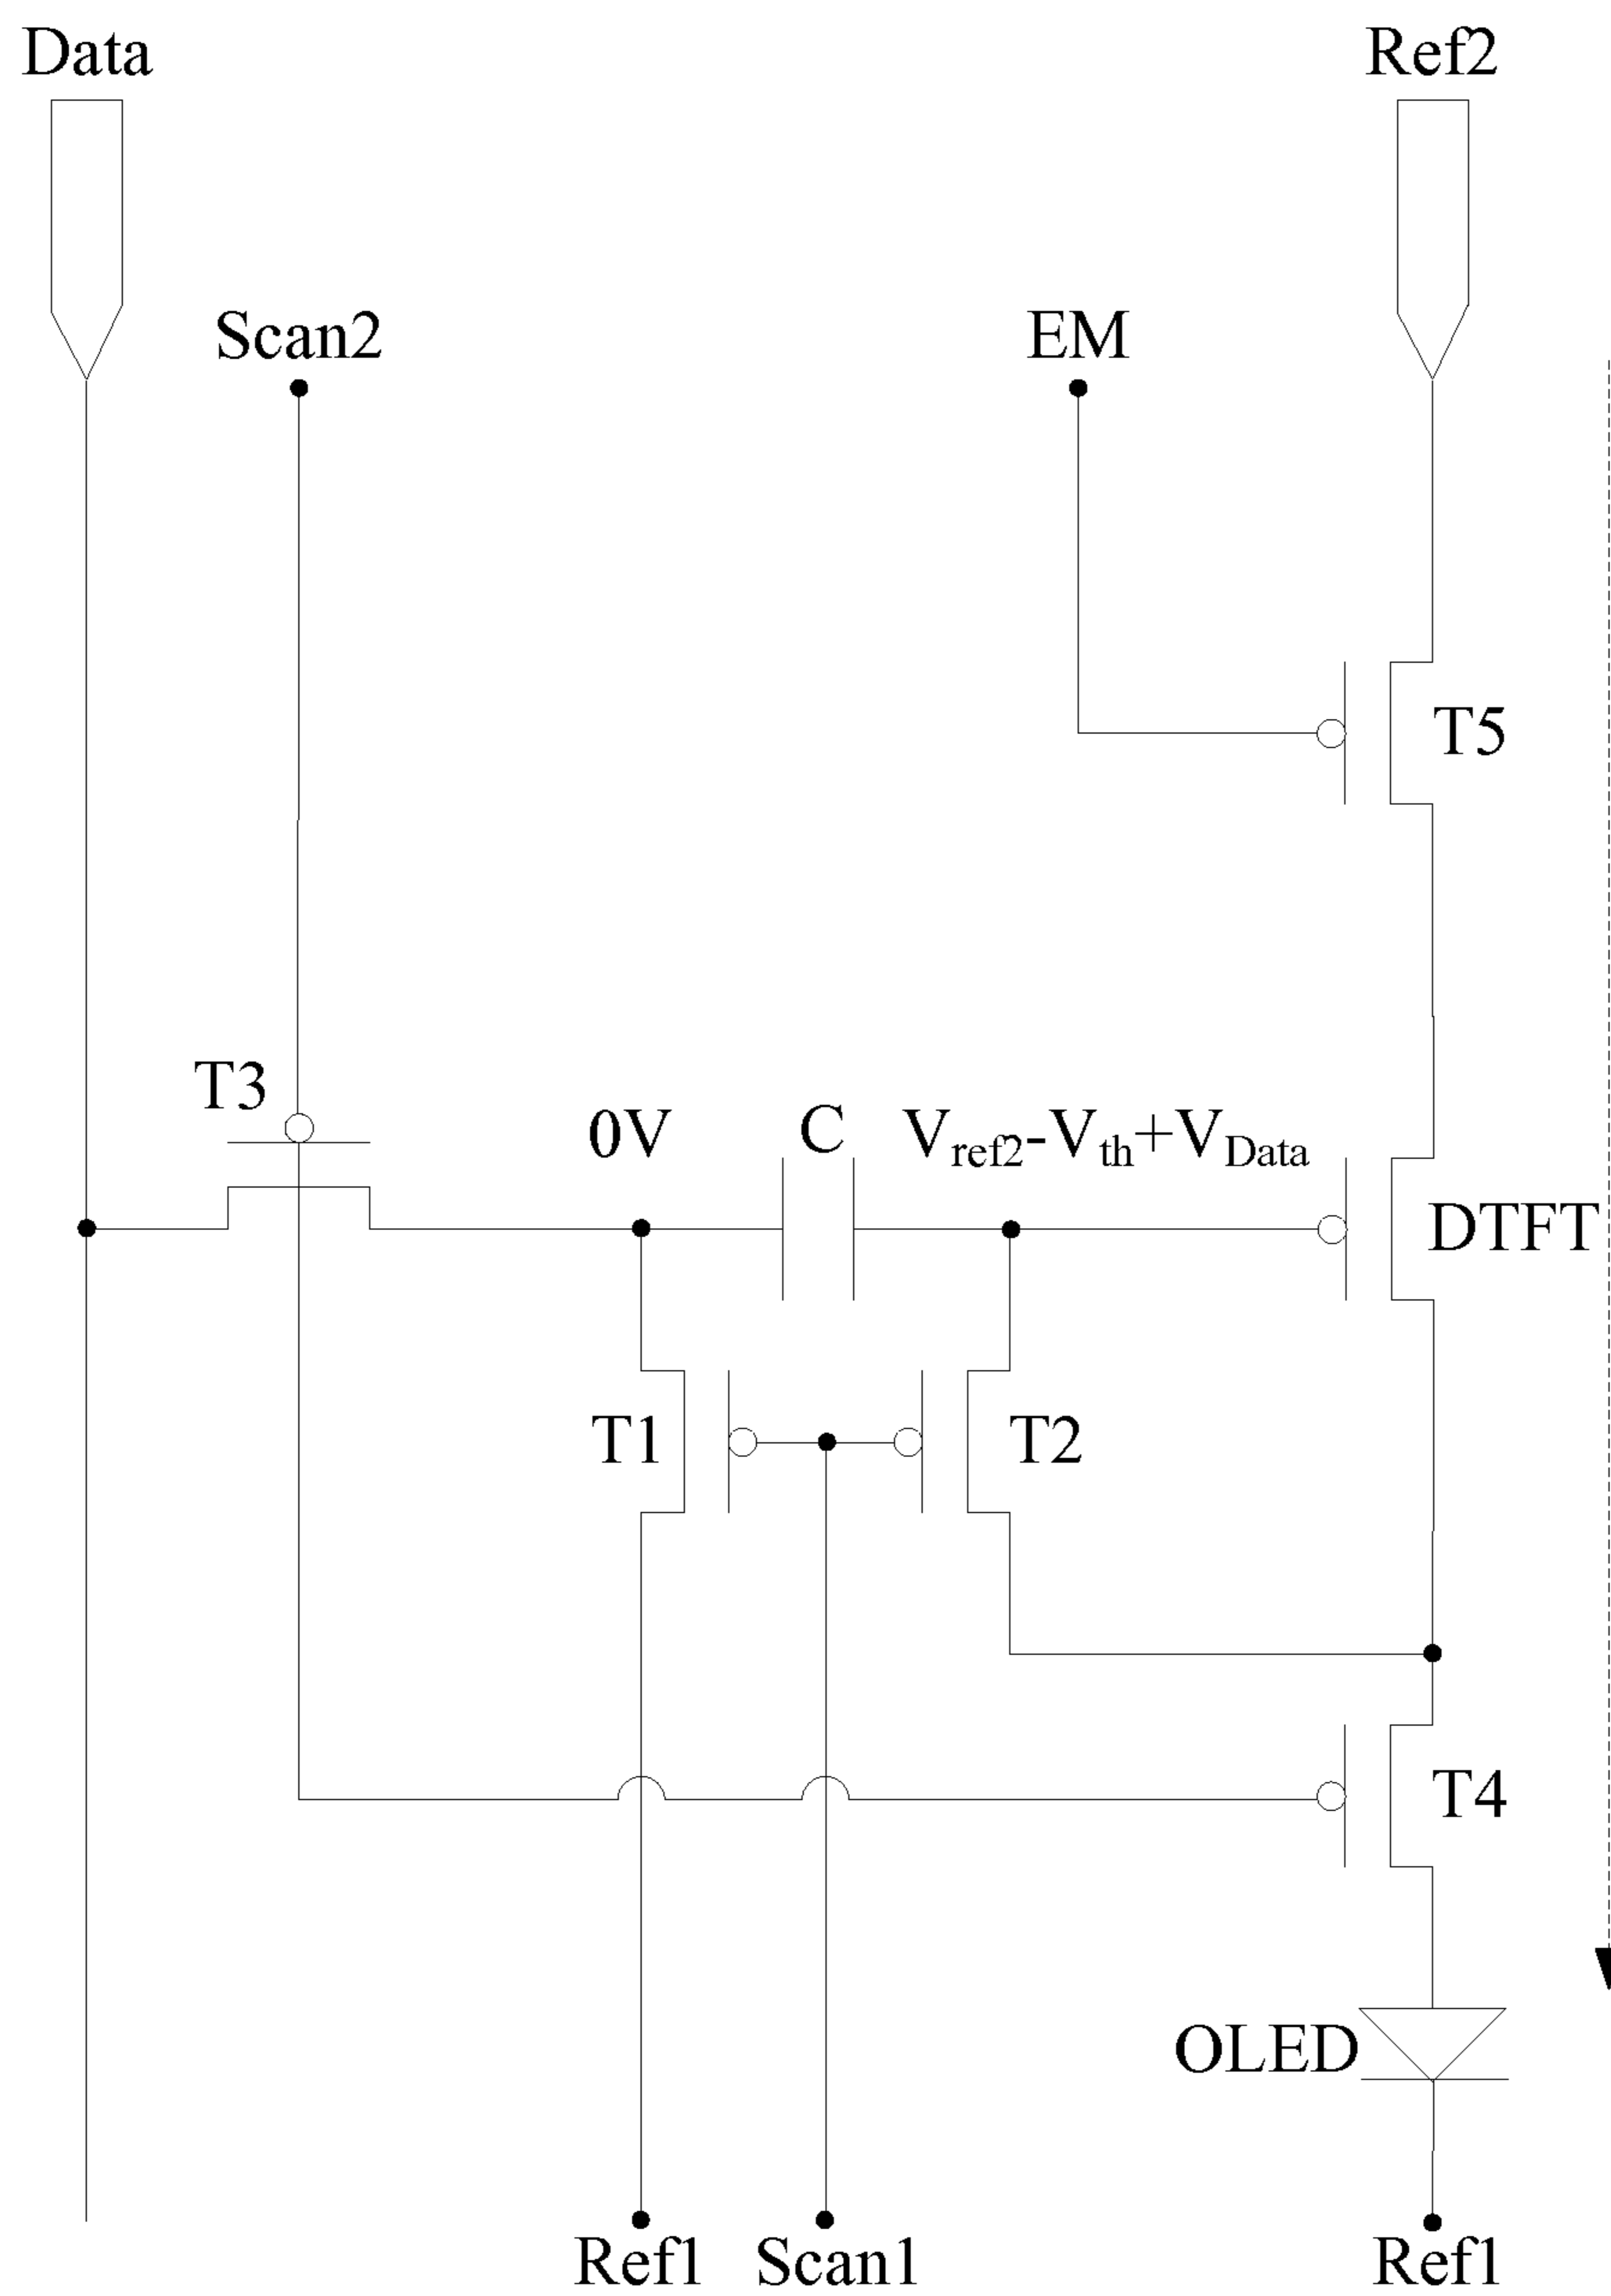 Data
Ref2
Scan2
EM
T5
T3
0V
C
Vref2-Vth+VData
DTFT
T1
T2
T4
OLED
Ref1
Scan1
Ref1